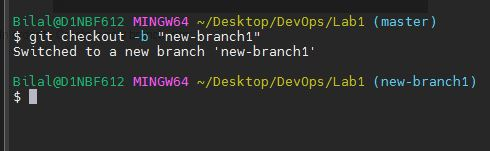 Bilal@D1NBF612 MINGW64 ~/Desktop/DevOps/Lab1 (master)
$ git checkout -b "new-branch1"
Switched to a new branch 'new-branch1'
Bilal@D1NBF612 MINGW64 ~/Desktop/DevOps/Lab1 (new-branch1)
$